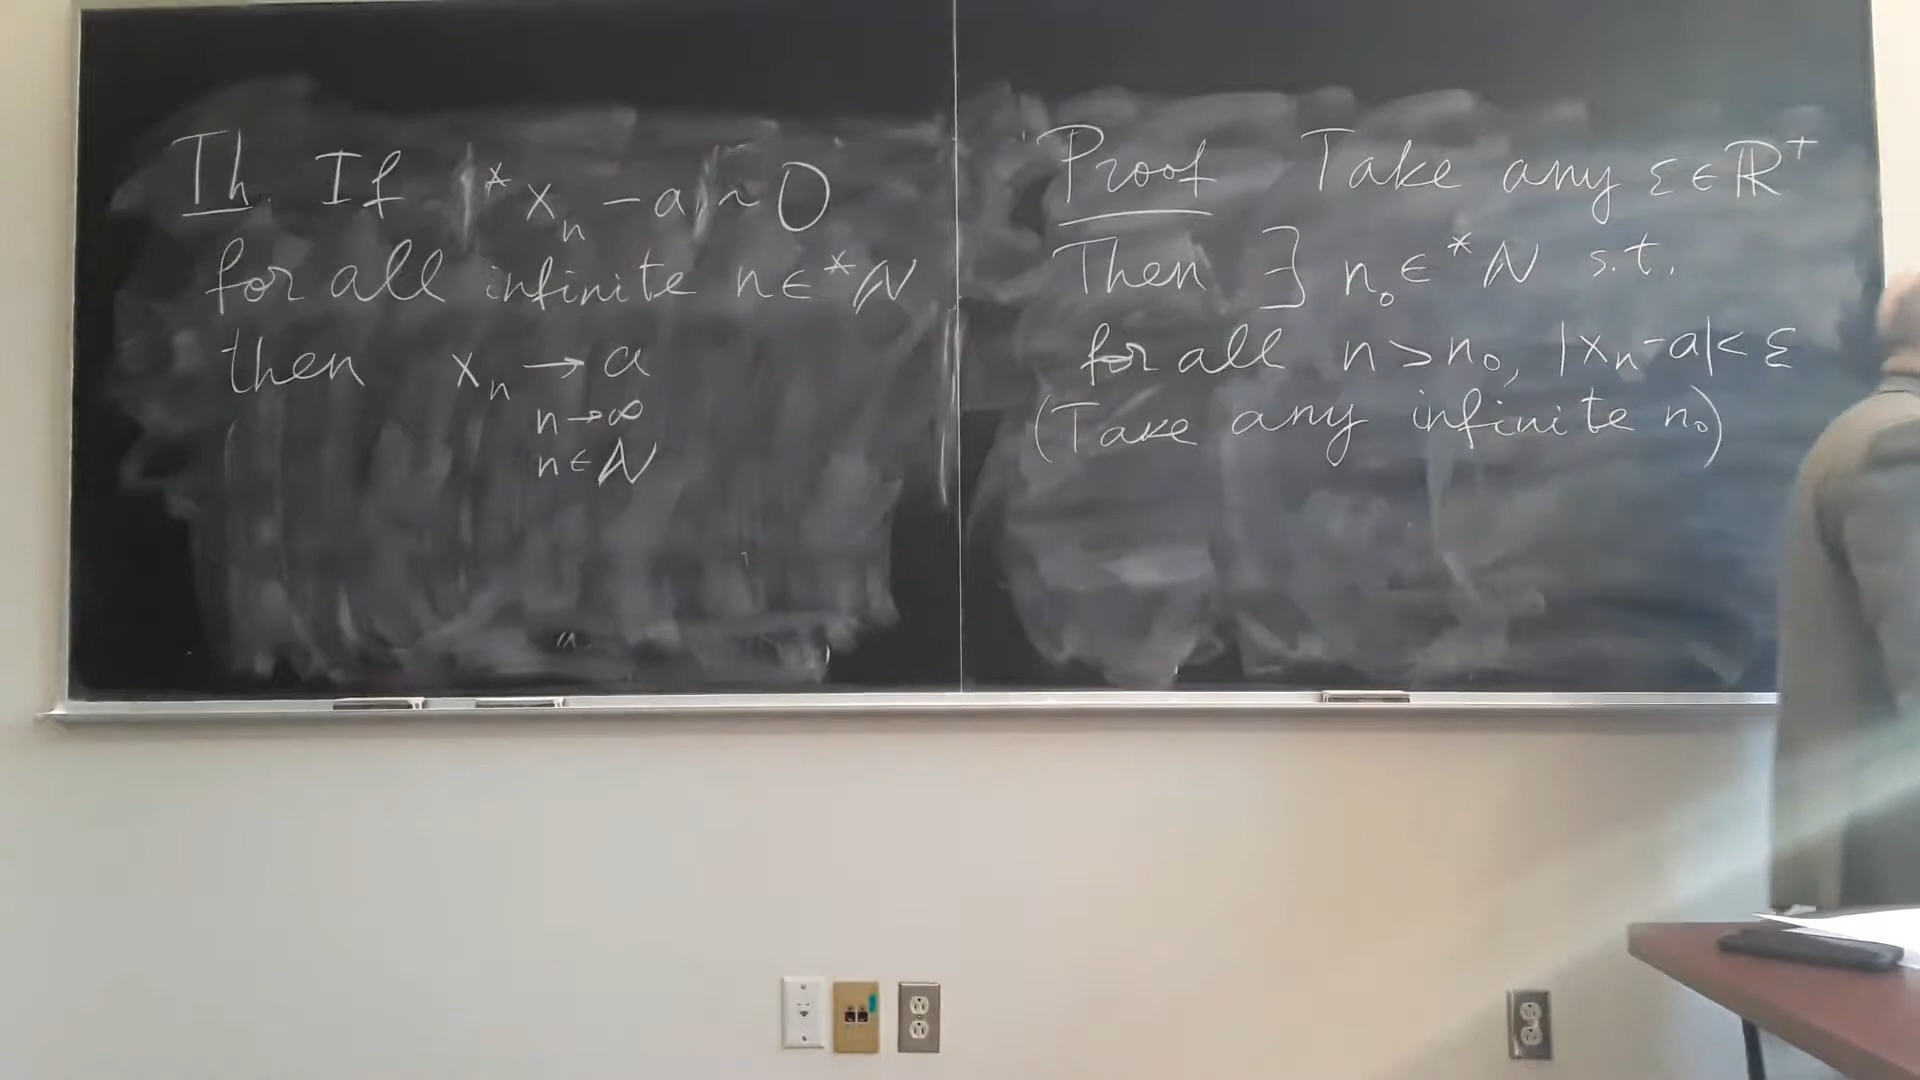 Th. If |*xₙ - a| ~ 0
for all infinite n ∈ *N
then xₙ → a
n → ∞
n ∈ N
Proof Take any ε ∈ ℝ⁺
Then ∃ n₀ ∈ *N s.t.
for all n > n₀, |xₙ - a| < ε
(Take any infinite n₀)